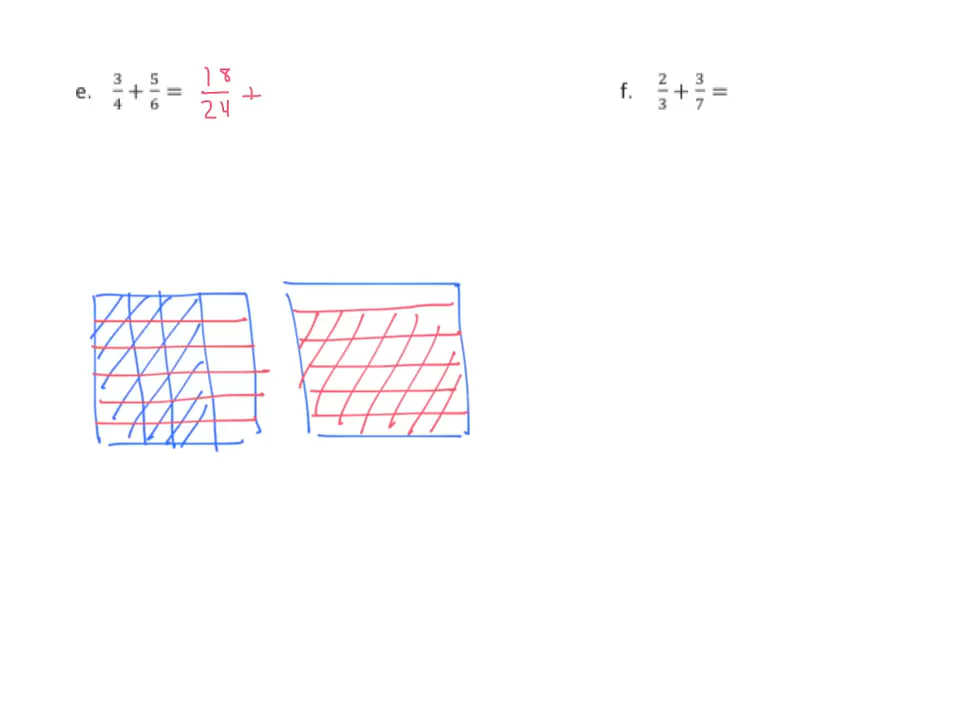 e. 3/4 + 5/6 = 18/24 +
f. 2/3 + 3/7 =